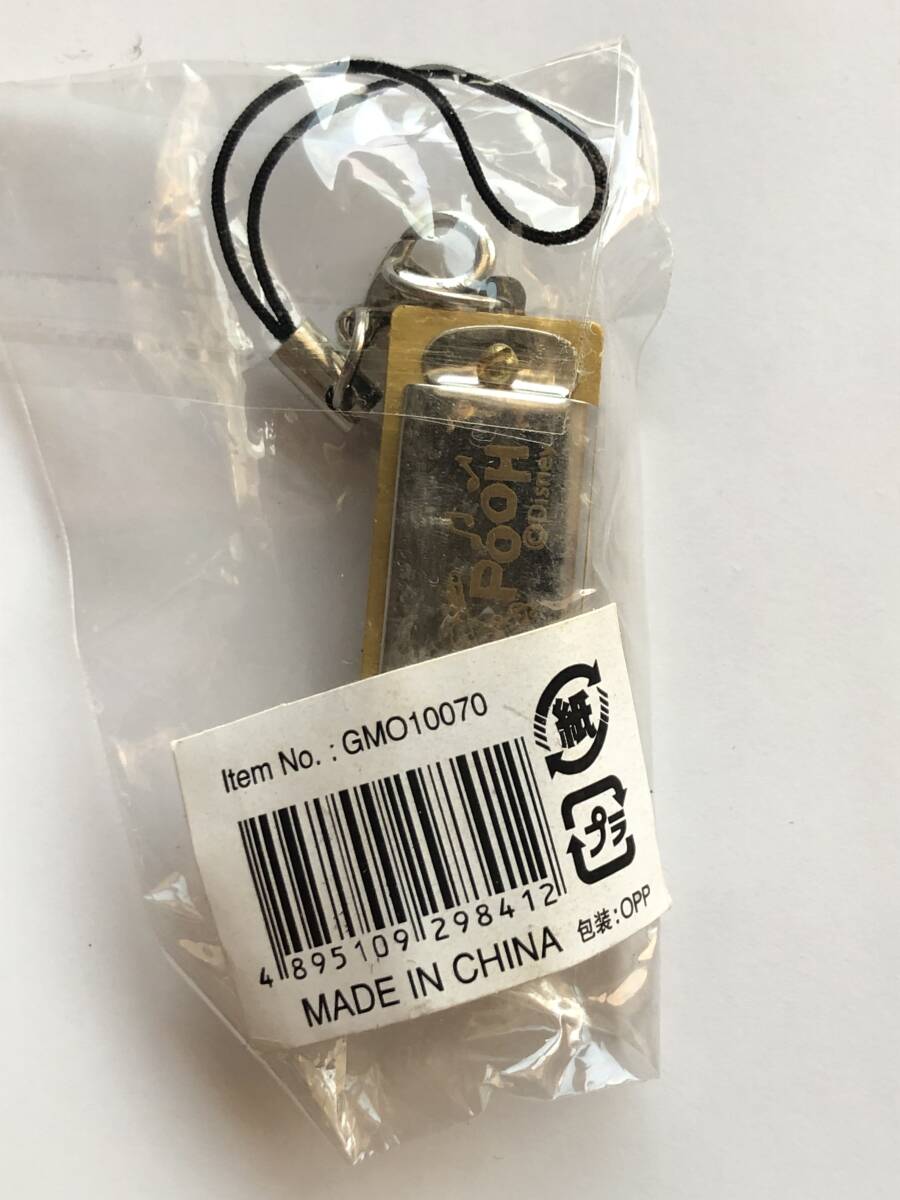 POOH
©Disney
Item No. : GMO10070
紙
プラ
4 895109 298412
包装:OPP
MADE IN CHINA